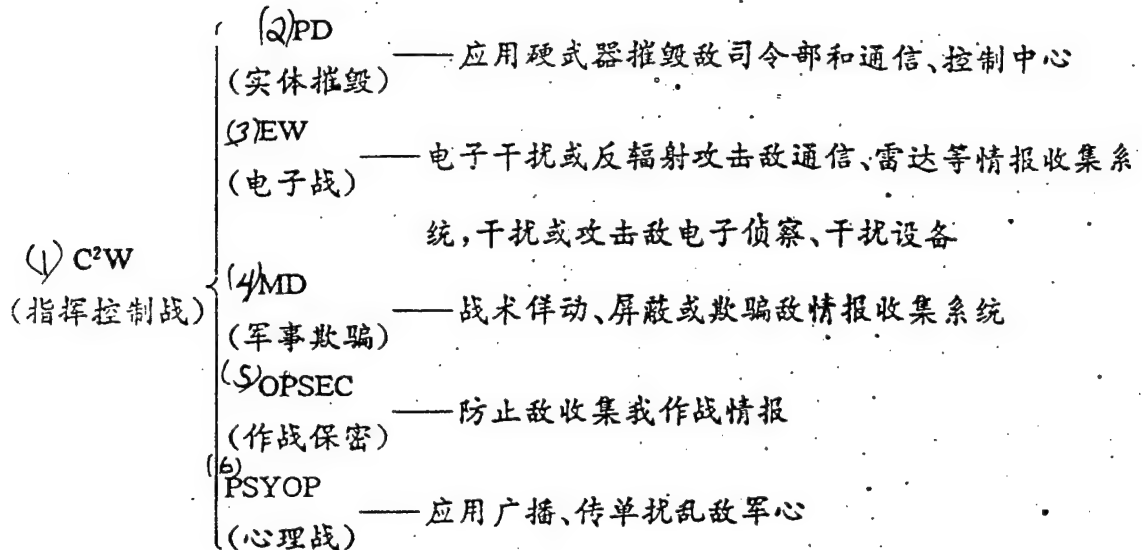 (2)PD
——应用硬武器摧毁敌司令部和通信、控制中心
(实体摧毁)
(3)EW
——电子干扰或反辐射攻击敌通信、雷达等情报收集系
(电子战)
统,干扰或攻击敌电子侦察、干扰设备
(1) C²W
(指挥控制战)
(4)MD
——战术佯动、屏蔽或欺骗敌情报收集系统
(军事欺骗)
(5)OPSEC
——防止敌收集我作战情报
(作战保密)
(6)
PSYOP
——应用广播、传单扰乱敌军心
(心理战)